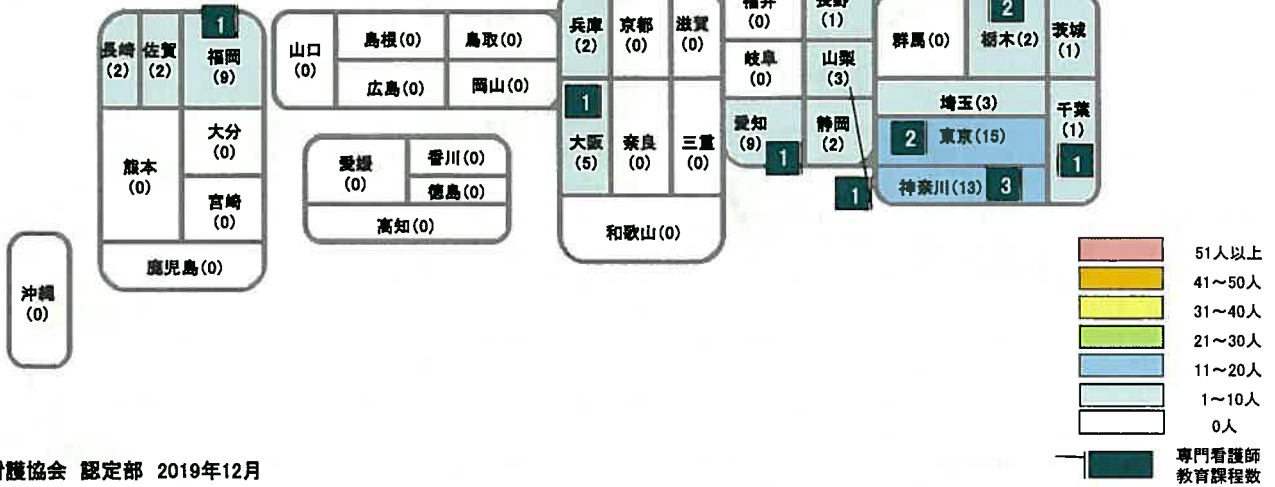 福井
(0)
長野
(1)
群馬(0)
2
栃木(2)
茨城
(1)
兵庫
(2)
京都
(0)
滋賀
(0)
岐阜
(0)
山梨
(3)
1
長崎
(2)
佐賀
(2)
福岡
(9)
山口
(0)
島根(0)
鳥取(0)
広島(0)
岡山(0)
埼玉(3)
千葉
(1)
1
2
東京(15)
神奈川(13)
3
1
大阪
(5)
奈良
(0)
三重
(0)
愛知
(9)
1
静岡
(2)
1
熊本
(0)
大分
(0)
宮崎
(0)
鹿児島(0)
愛媛
(0)
香川(0)
徳島(0)
高知(0)
和歌山(0)
沖縄
(0)
51人以上
41～50人
31～40人
21～30人
11～20人
1～10人
0人
専門看護師
教育課程数
看護協会 認定部 2019年12月